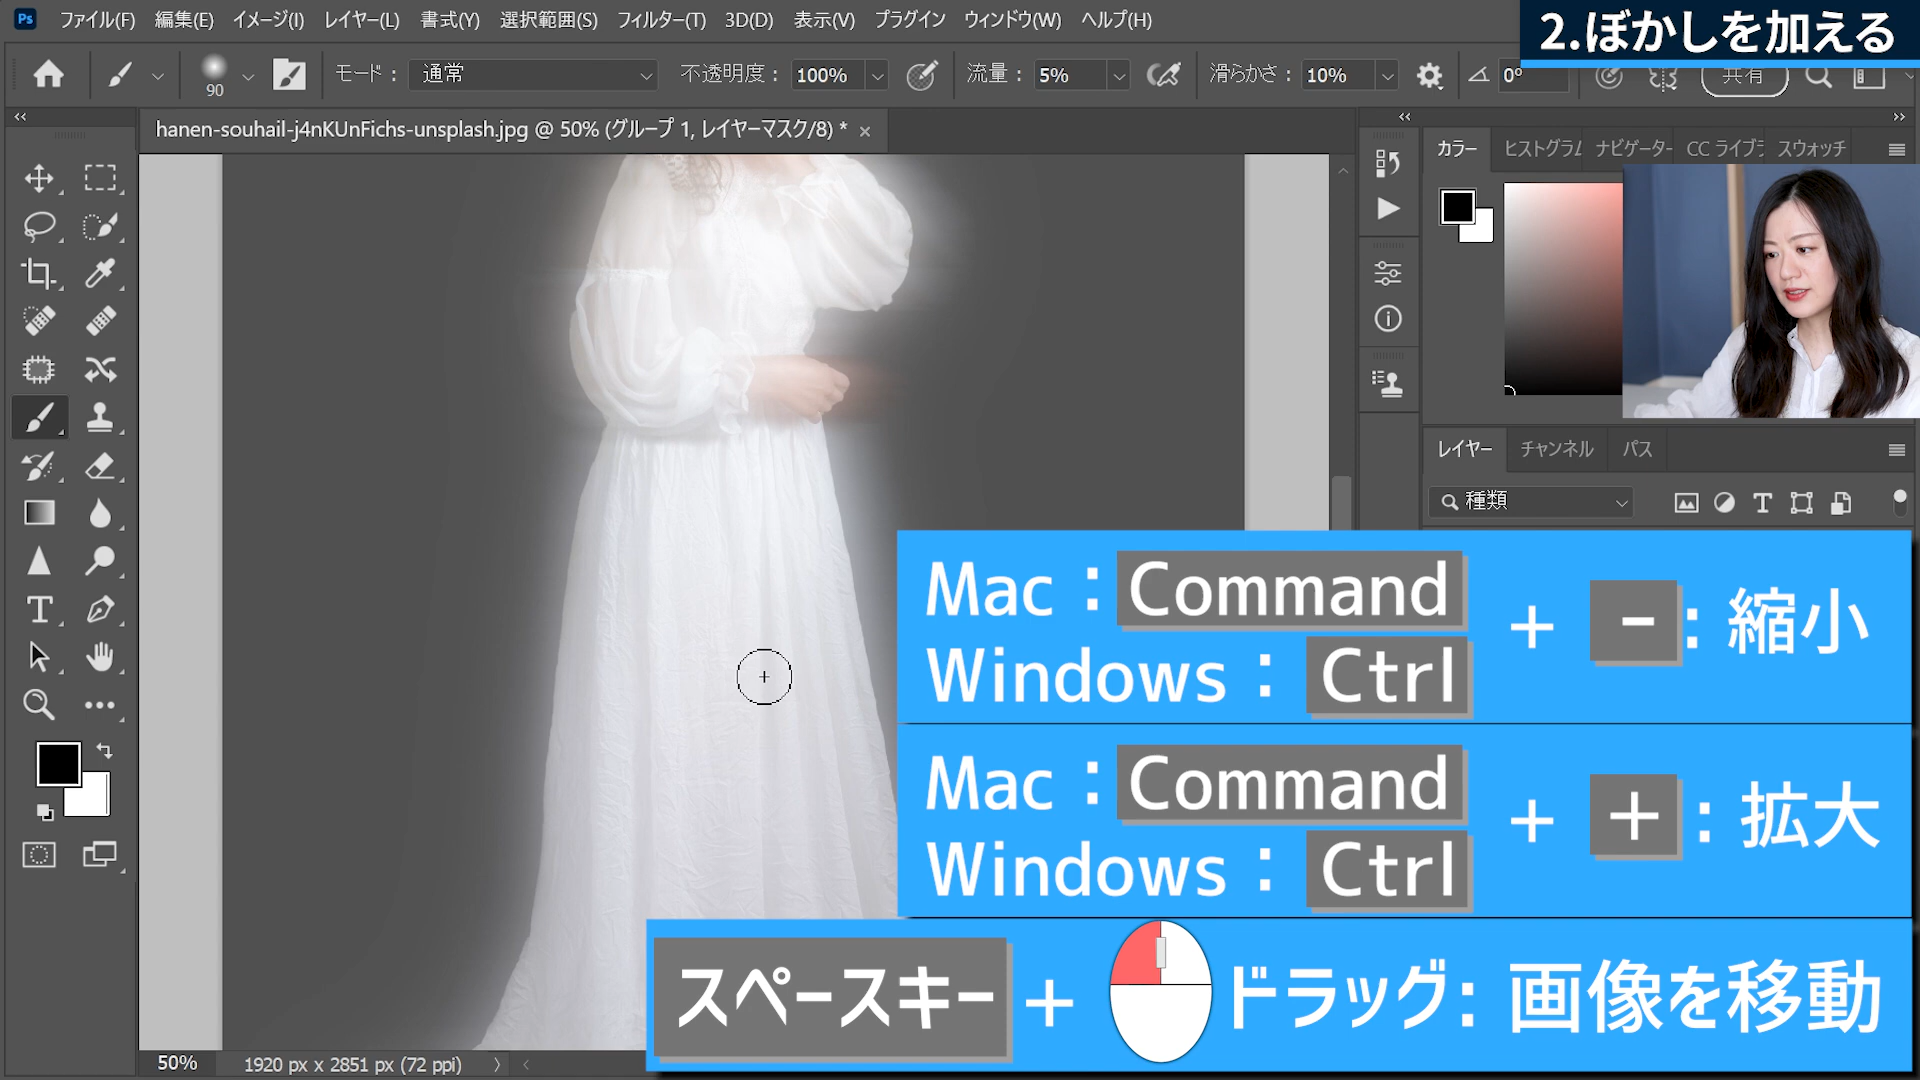 Ps ファイル(F) 編集(E) イメージ(I) レイヤー(L) 書式(Y) 選択範囲(S) フィルター(T) 3D(D) 表示(V) プラグイン ウィンドウ(W) ヘルプ(H)
2.ぼかしを加える
90 モード： 通常 不透明度： 100% 流量： 5% 滑らかさ： 10% 0° 共有
hanen-souhail-j4nKUnFichs-unsplash.jpg @ 50% (グループ 1, レイヤーマスク/8) *
カラー ヒストグラム ナビゲーター CC ライブラ スウォッチ
レイヤー チャンネル パス
種類
Mac：Command
Windows： Ctrl
+ -：縮小
Mac：Command
Windows： Ctrl
+ +：拡大
スペースキー + ドラッグ：画像を移動
50% 1920 px x 2851 px (72 ppi)